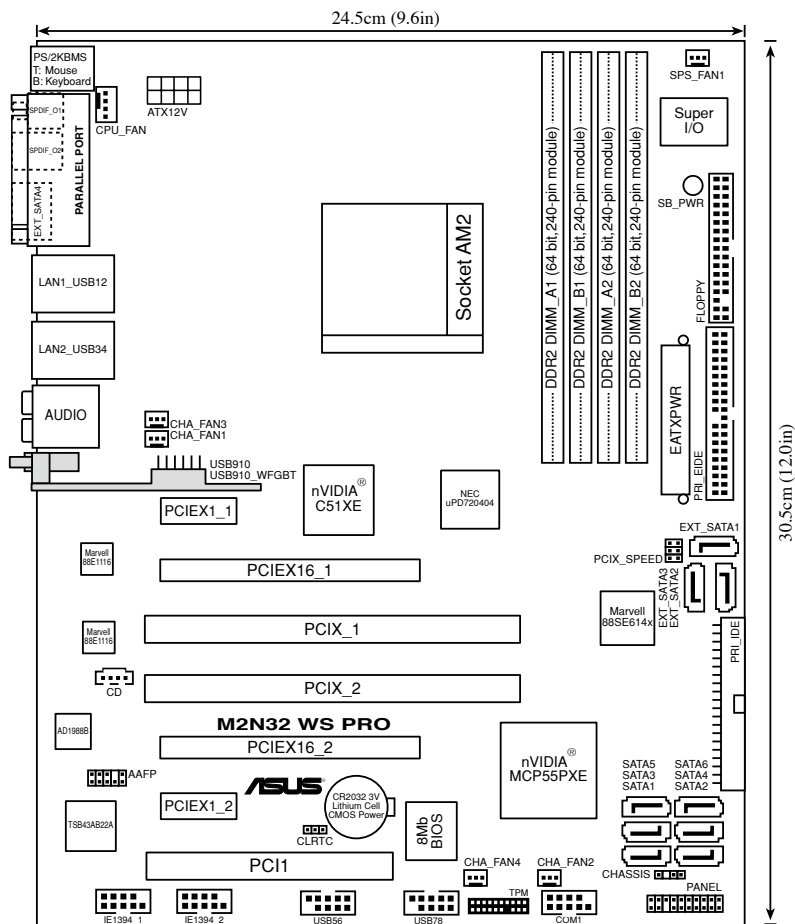 24.5cm (9.6in)
PS/2KBMS
T: Mouse
B: Keyboard
CPU_FAN
ATX12V
SPS_FAN1
Super
I/O
SPDIF_O1
SPDIF_O2
EXT_SATA4
PARALLEL PORT
SB_PWR
FLOPPY
Socket AM2
DDR2 DIMM_A1 (64 bit,240-pin module)
DDR2 DIMM_B1 (64 bit,240-pin module)
DDR2 DIMM_A2 (64 bit,240-pin module)
DDR2 DIMM_B2 (64 bit,240-pin module)
LAN1_USB12
LAN2_USB34
AUDIO
EATXPWR
PRI_EIDE
30.5cm (12.0in)
CHA_FAN3
CHA_FAN1
USB910
USB910_WFGBT
nVIDIA®
C51XE
NEC
uPD720404
PCIEX1_1
EXT_SATA1
PCIX_SPEED
EXT_SATA3
EXT_SATA2
Marvell
88E1116
PCIEX16_1
Marvell
88SE614x
Marvell
88E1116
PCIX_1
PRI_IDE
CD
PCIX_2
M2N32 WS PRO
AD1988B
PCIEX16_2
nVIDIA®
MCP55PXE
AAFP
ASUS
SATA5
SATA3
SATA1
SATA6
SATA4
SATA2
PCIEX1_2
CR2032 3V
Lithium Cell
CMOS Power
TSB43AB22A
CLRTC
8Mb
BIOS
PCI1
CHA_FAN4
CHA_FAN2
CHASSIS
PANEL
TPM
IE1394_1
IE1394_2
USB56
USB78
COM1